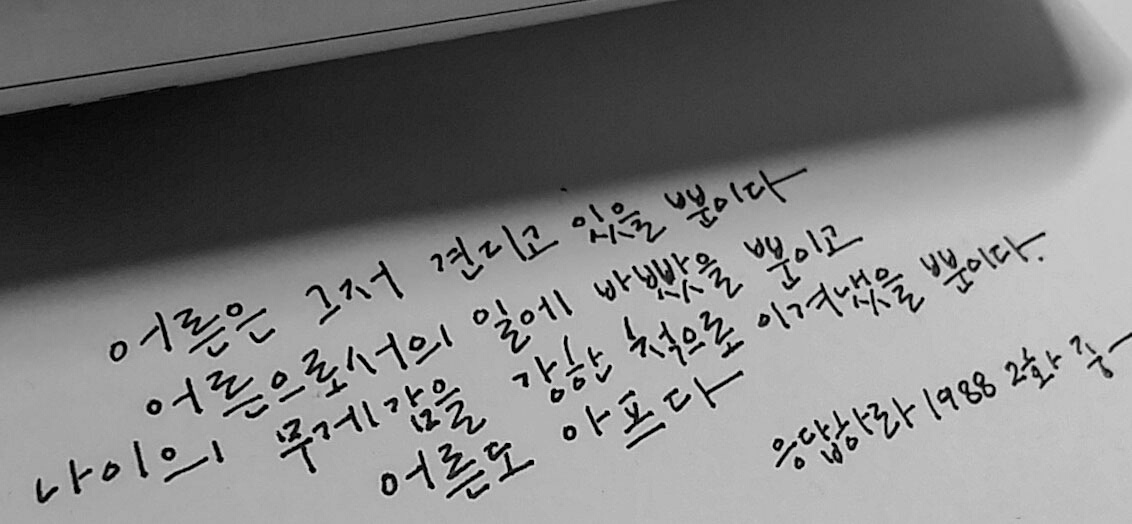 어른은 그저 견디고 있을 뿐이다
어른으로서의 일에 바빴을 뿐이고
나이의 무게감을 강한 척으로 이겨냈을 뿐이다.
어른도 아프다
응답하라 1988 2화 중